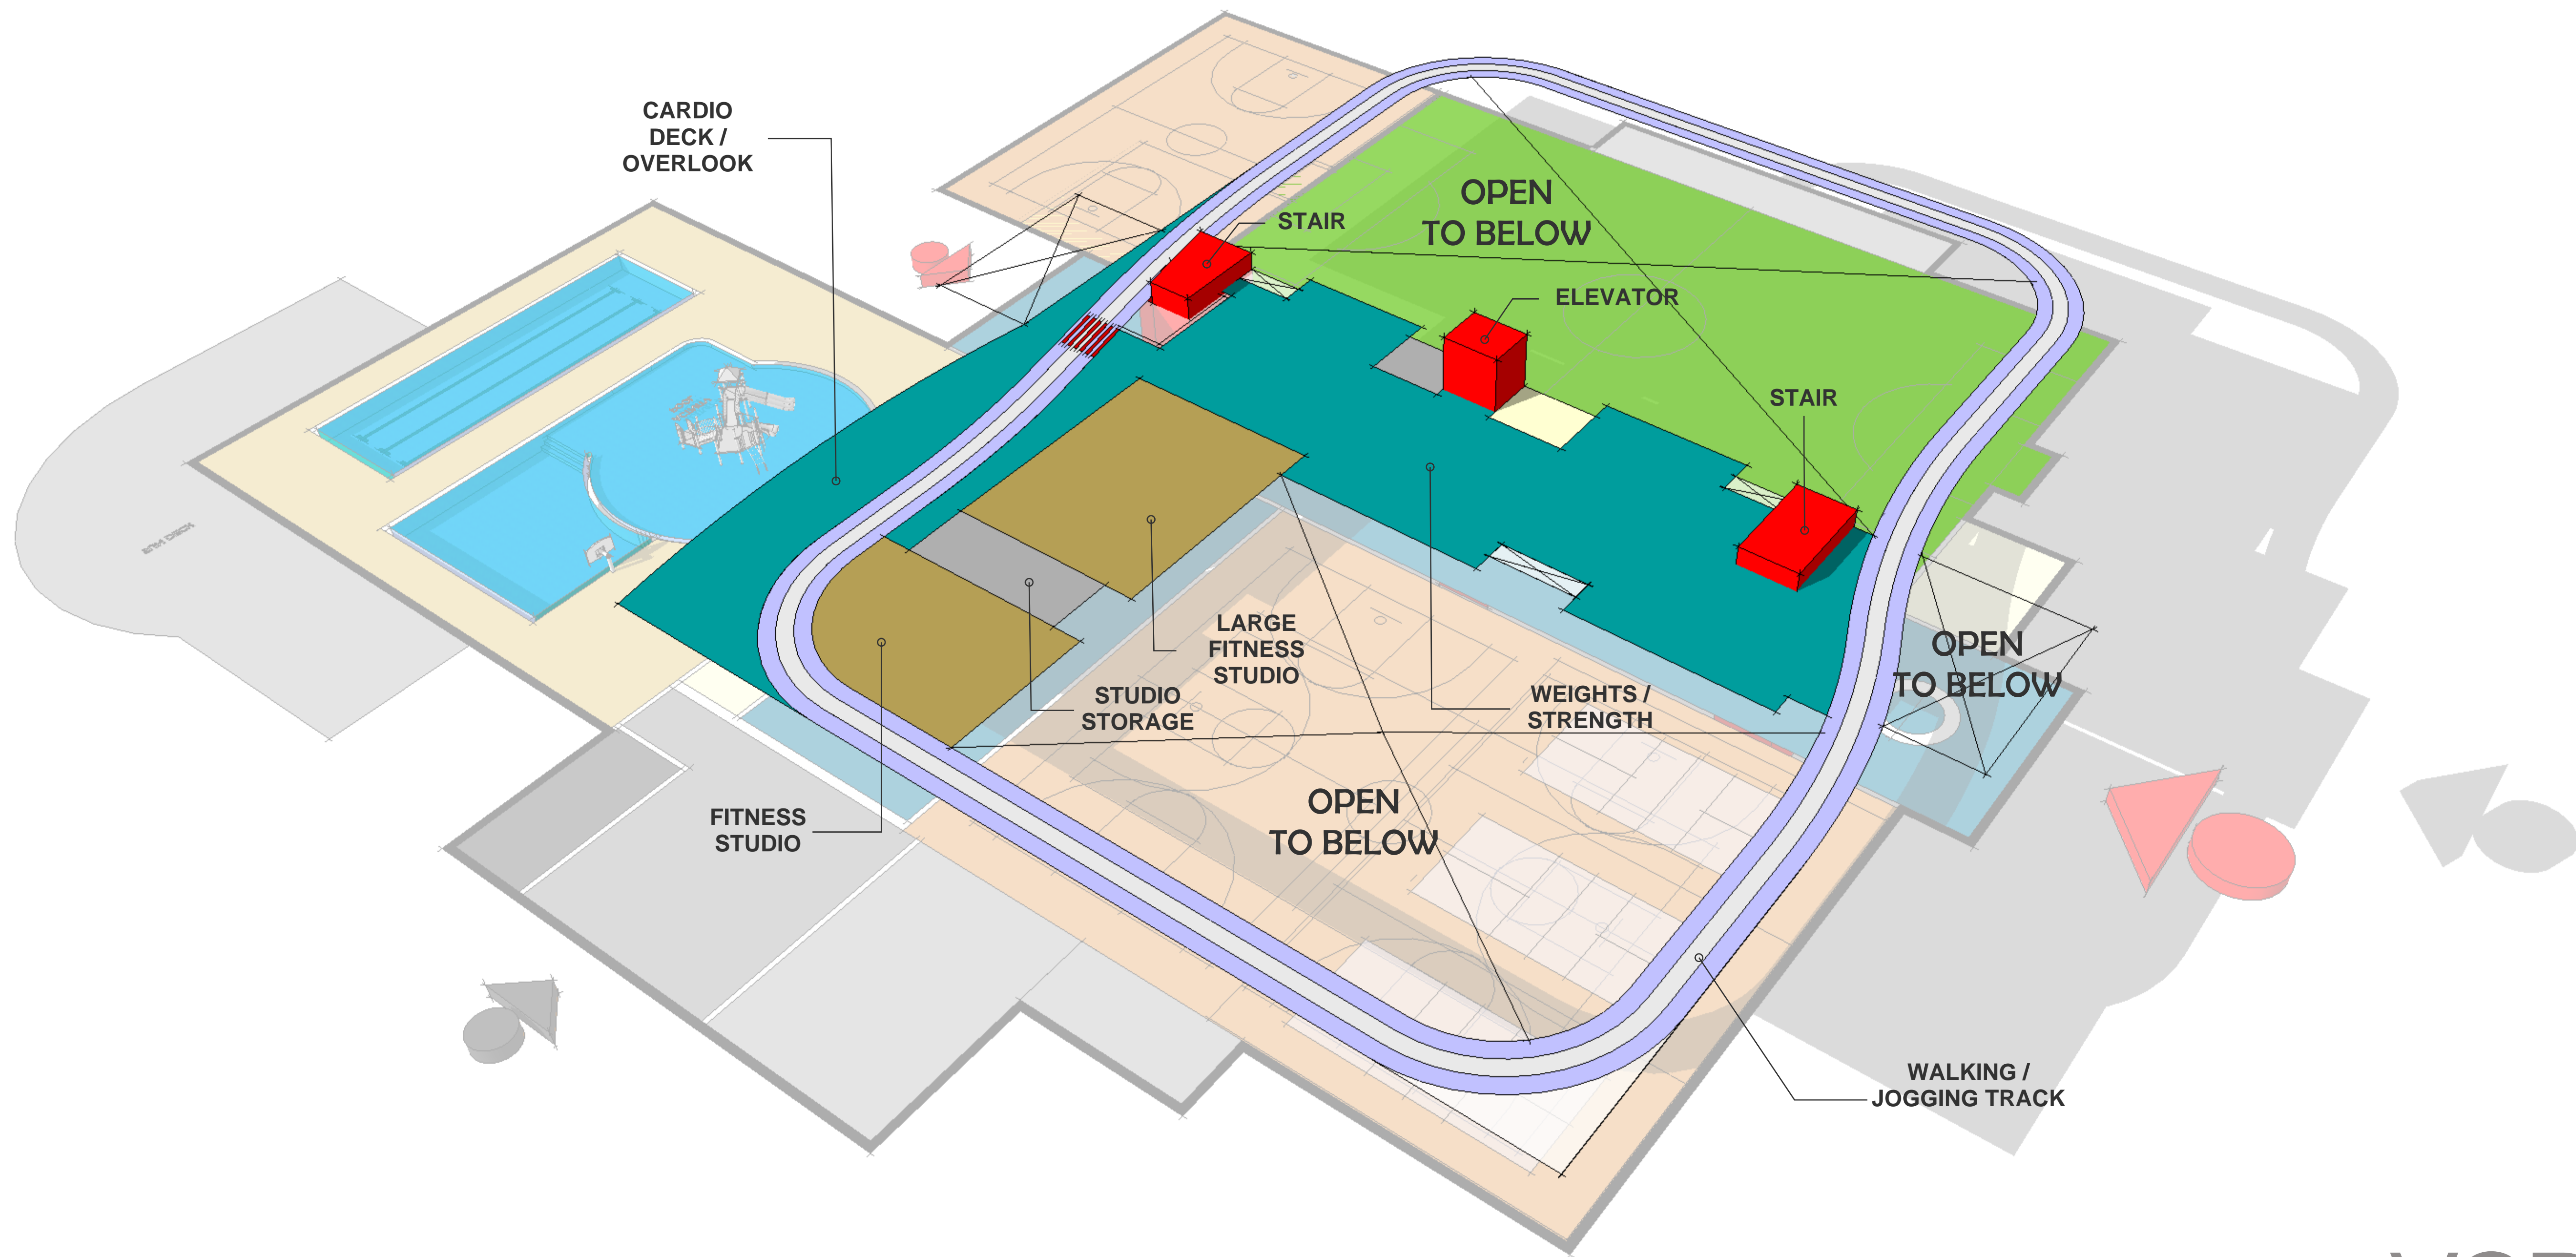 CARDIO
DECK /
OVERLOOK
OPEN
TO BELOW
STAIR
ELEVATOR
STAIR
LARGE
FITNESS
STUDIO
STUDIO
STORAGE
WEIGHTS /
STRENGTH
OPEN
TO BELOW
FITNESS
STUDIO
OPEN
TO BELOW
WALKING /
JOGGING TRACK